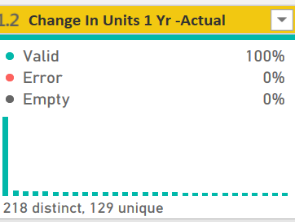 1.2 Change In Units 1 Yr -Actual
Valid 100%
Error 0%
Empty 0%
218 distinct, 129 unique